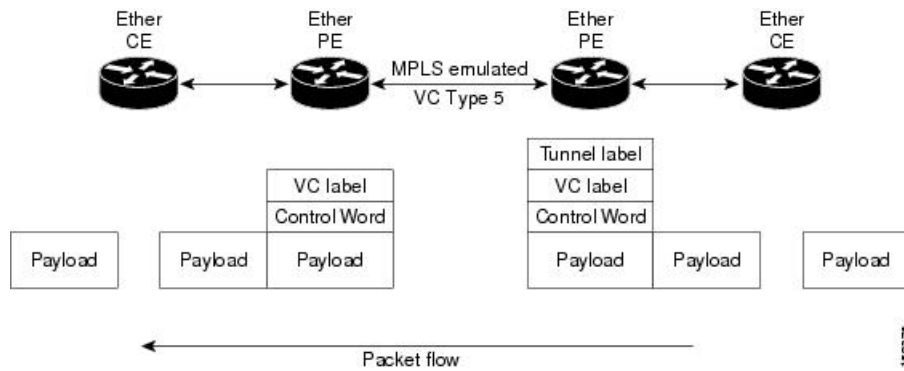 Ether
CE
Ether
PE
Ether
PE
Ether
CE
MPLS emulated
VC Type 5
Tunnel label
VC label
VC label
Control Word
Control Word
Payload
Payload
Payload
Payload
Payload
Payload
Packet flow